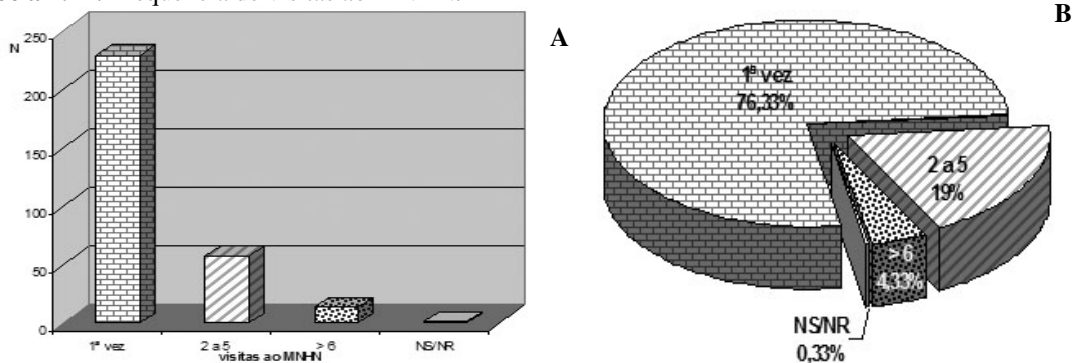 A
B
N
250
200
150
100
50
0
1ª vez
2 a 5
> 6
NS/NR
visitas ao MNHN
1ª vez
76,33%
2 a 5
19%
> 6
4,33%
NS/NR
0,33%